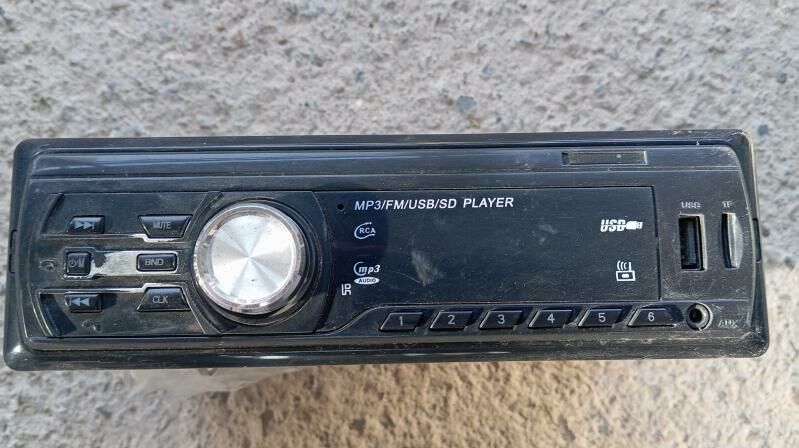 MP3/FM/USB/SD PLAYER
USB
TF
MUTE
RCA
USB
M
BND
mp3
AUDIO
CLK
1
2
3
4
5
6
AUX